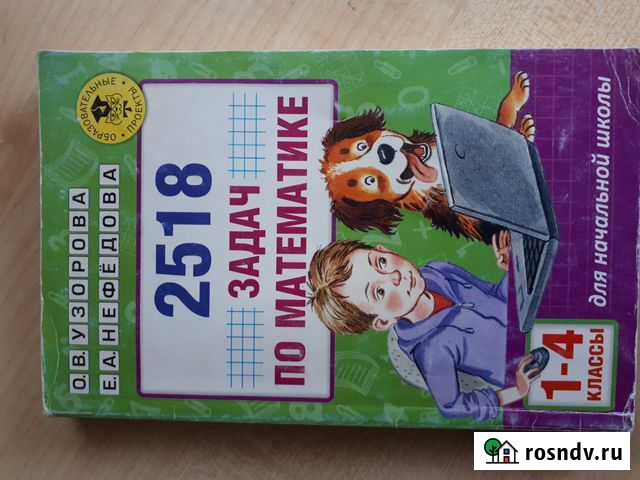 О.В. УЗОРОВА
Е.А. НЕФЁДОВА
ОБРАЗОВАТЕЛЬНЫЕ
ПРОЕКТЫ
2518
ЗАДАЧ
ПО МАТЕМАТИКЕ
1-4
КЛАССЫ
для начальной школы
rosndv.ru